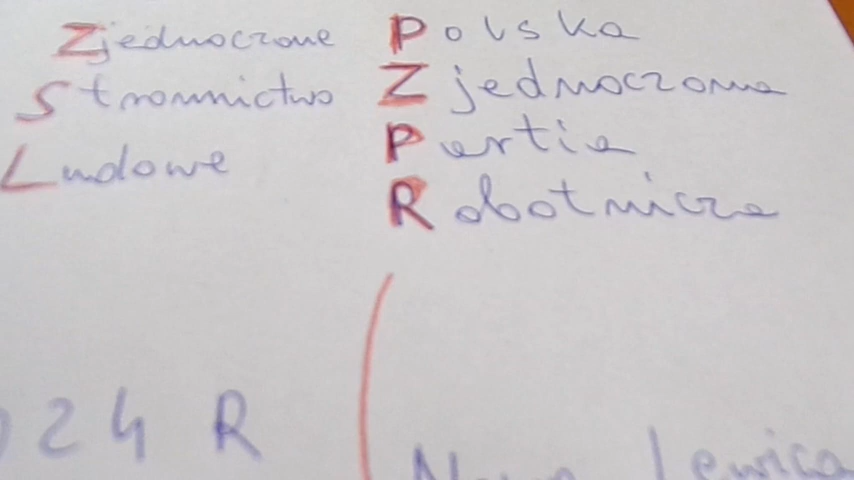 Zjednoczone
Stronnictwo
Ludowe
Polska
Zjednoczona
Partia
Robotnicza
24 R
Lewica